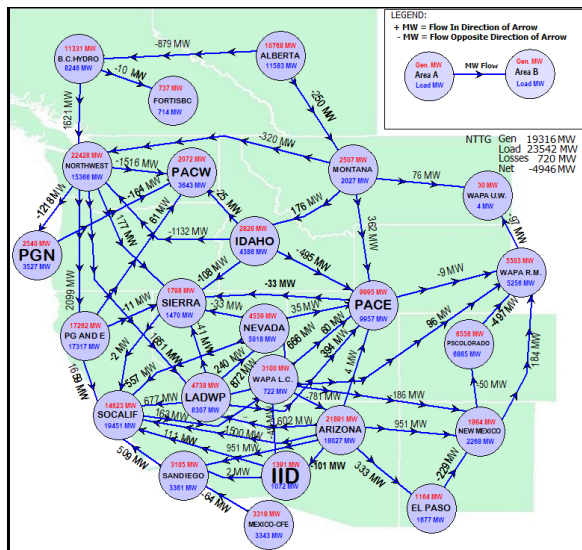 LEGEND:
+ MW = Flow In Direction of Arrow
- MW = Flow Opposite Direction of Arrow
Gen. MW
Area A
Load MW
MW Flow
Gen. MW
Area B
Load MW
NTTG Gen 19316 MW
Load 23542 MW
Losses 720 MW
Net -4946 MW
11331 MW
B.C.HYDRO
8246 MW
-879 MW
10768 MW
ALBERTA
11583 MW
-10 MW
737 MW
FORTISBC
714 MW
1621 MW
-250 MW
-320 MW
22428 MW
NORTHWEST
15366 MW
-1516 MW
2072 MW
PACW
3643 MW
2507 MW
MONTANA
2027 MW
76 MW
30 MW
WAPA U.W.
4 MW
-1218 MW
-164 MW
-25 MW
176 MW
362 MW
-97 MW
177 MW
61 MW
-1132 MW
2540 MW
PGN
3527 MW
2828 MW
IDAHO
4388 MW
-495 MW
-108 MW
5503 MW
WAPA R.M.
5256 MW
-9 MW
2099 MW
1798 MW
SIERRA
1470 MW
-33 MW
9995 MW
PACE
9957 MW
-11 MW
-33 MW
35 MW
17262 MW
PG AND E
17317 MW
4559 MW
NEVADA
5018 MW
666 MW
60 MW
96 MW
-497 MW
-2 MW
-41 MW
394 MW
6556 MW
PSCOLORADO
6885 MW
184 MW
1659 MW
-557 MW
240 MW
872 MW
3100 MW
WAPA L.C.
722 MW
4 MW
-50 MW
4738 MW
LADWP
6307 MW
-781 MW
-186 MW
14623 MW
SOCALIF
19451 MW
677 MW
163 MW
602 MW
-1500 MW
21891 MW
ARIZONA
18027 MW
951 MW
1984 MW
NEW MEXICO
2268 MW
951 MW
-101 MW
333 MW
-229 MW
3105 MW
SANDIEGO
3361 MW
2 MW
1301 MW
IID
1072 MW
-64 MW
1164 MW
EL PASO
1677 MW
3319 MW
MEXICO-CFE
3343 MW